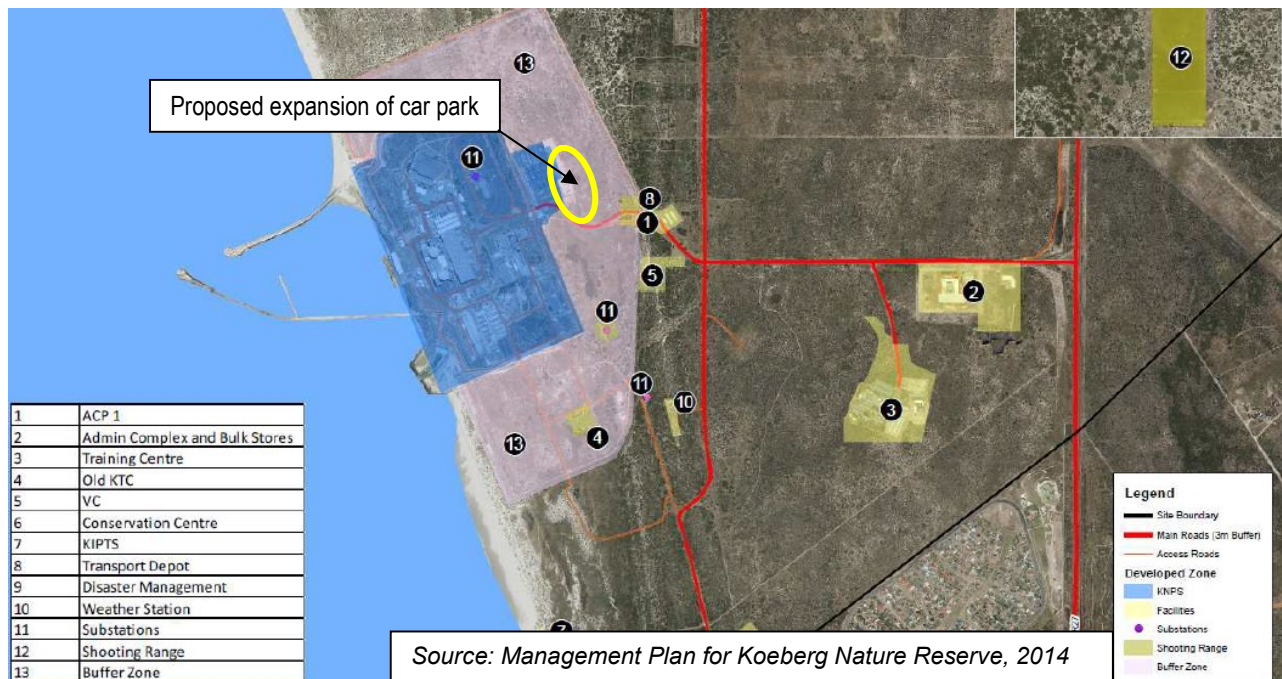 13
12
Proposed expansion of car park
11
8
1
5
2
11
11
10
3
4
13
7
1 ACP 1
2 Admin Complex and Bulk Stores
3 Training Centre
4 Old KTC
5 VC
6 Conservation Centre
7 KIPTS
8 Transport Depot
9 Disaster Management
10 Weather Station
11 Substations
12 Shooting Range
13 Buffer Zone
Legend
Site Boundary
Main Roads (3m Buffer)
Access Roads
Developed Zone
KNPS
Facilities
Substations
Shooting Range
Buffer Zone
Source: Management Plan for Koeberg Nature Reserve, 2014